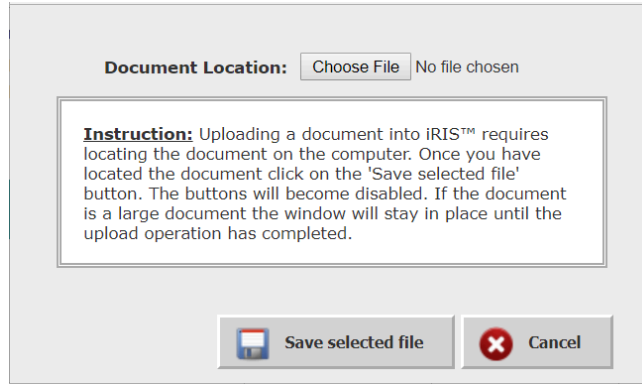 Document Location: Choose File No file chosen
Instruction: Uploading a document into iRIS™ requires
locating the document on the computer. Once you have
located the document click on the 'Save selected file'
button. The buttons will become disabled. If the document
is a large document the window will stay in place until the
upload operation has completed.
Save selected file Cancel